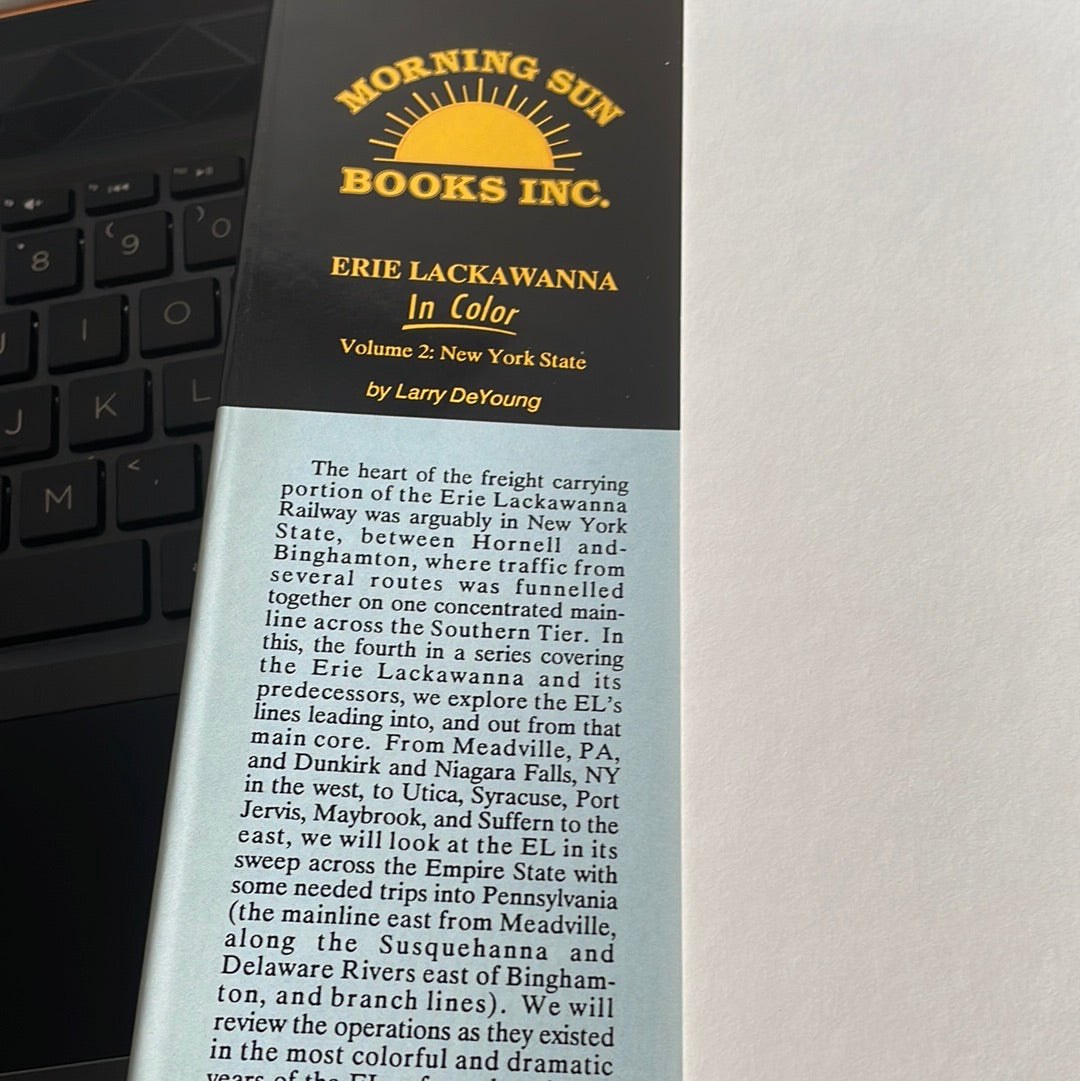 MORNING SUN
BOOKS INC.
ERIE LACKAWANNA
In Color
Volume 2: New York State
by Larry DeYoung
The heart of the freight carrying
portion of the Erie Lackawanna
Railway was arguably in New York
State, between Hornell and-
Binghamton, where traffic from
several routes was funnelled
together on one concentrated main-
line across the Southern Tier. In
this, the fourth in a series covering
the Erie Lackawanna and its
predecessors, we explore the EL's
lines leading into, and out from that
main core. From Meadville, PA,
and Dunkirk and Niagara Falls, NY
in the west, to Utica, Syracuse, Port
Jervis, Maybrook, and Suffern to the
east, we will look at the EL in its
sweep across the Empire State with
some needed trips into Pennsylvania
(the mainline east from Meadville,
along the Susquehanna and
Delaware Rivers east of Bingham-
ton, and branch lines). We will
review the operations as they existed
in the most colorful and dramatic
years of the EL
* 8 ( 9 ) 0
I O
J K L
M < ,